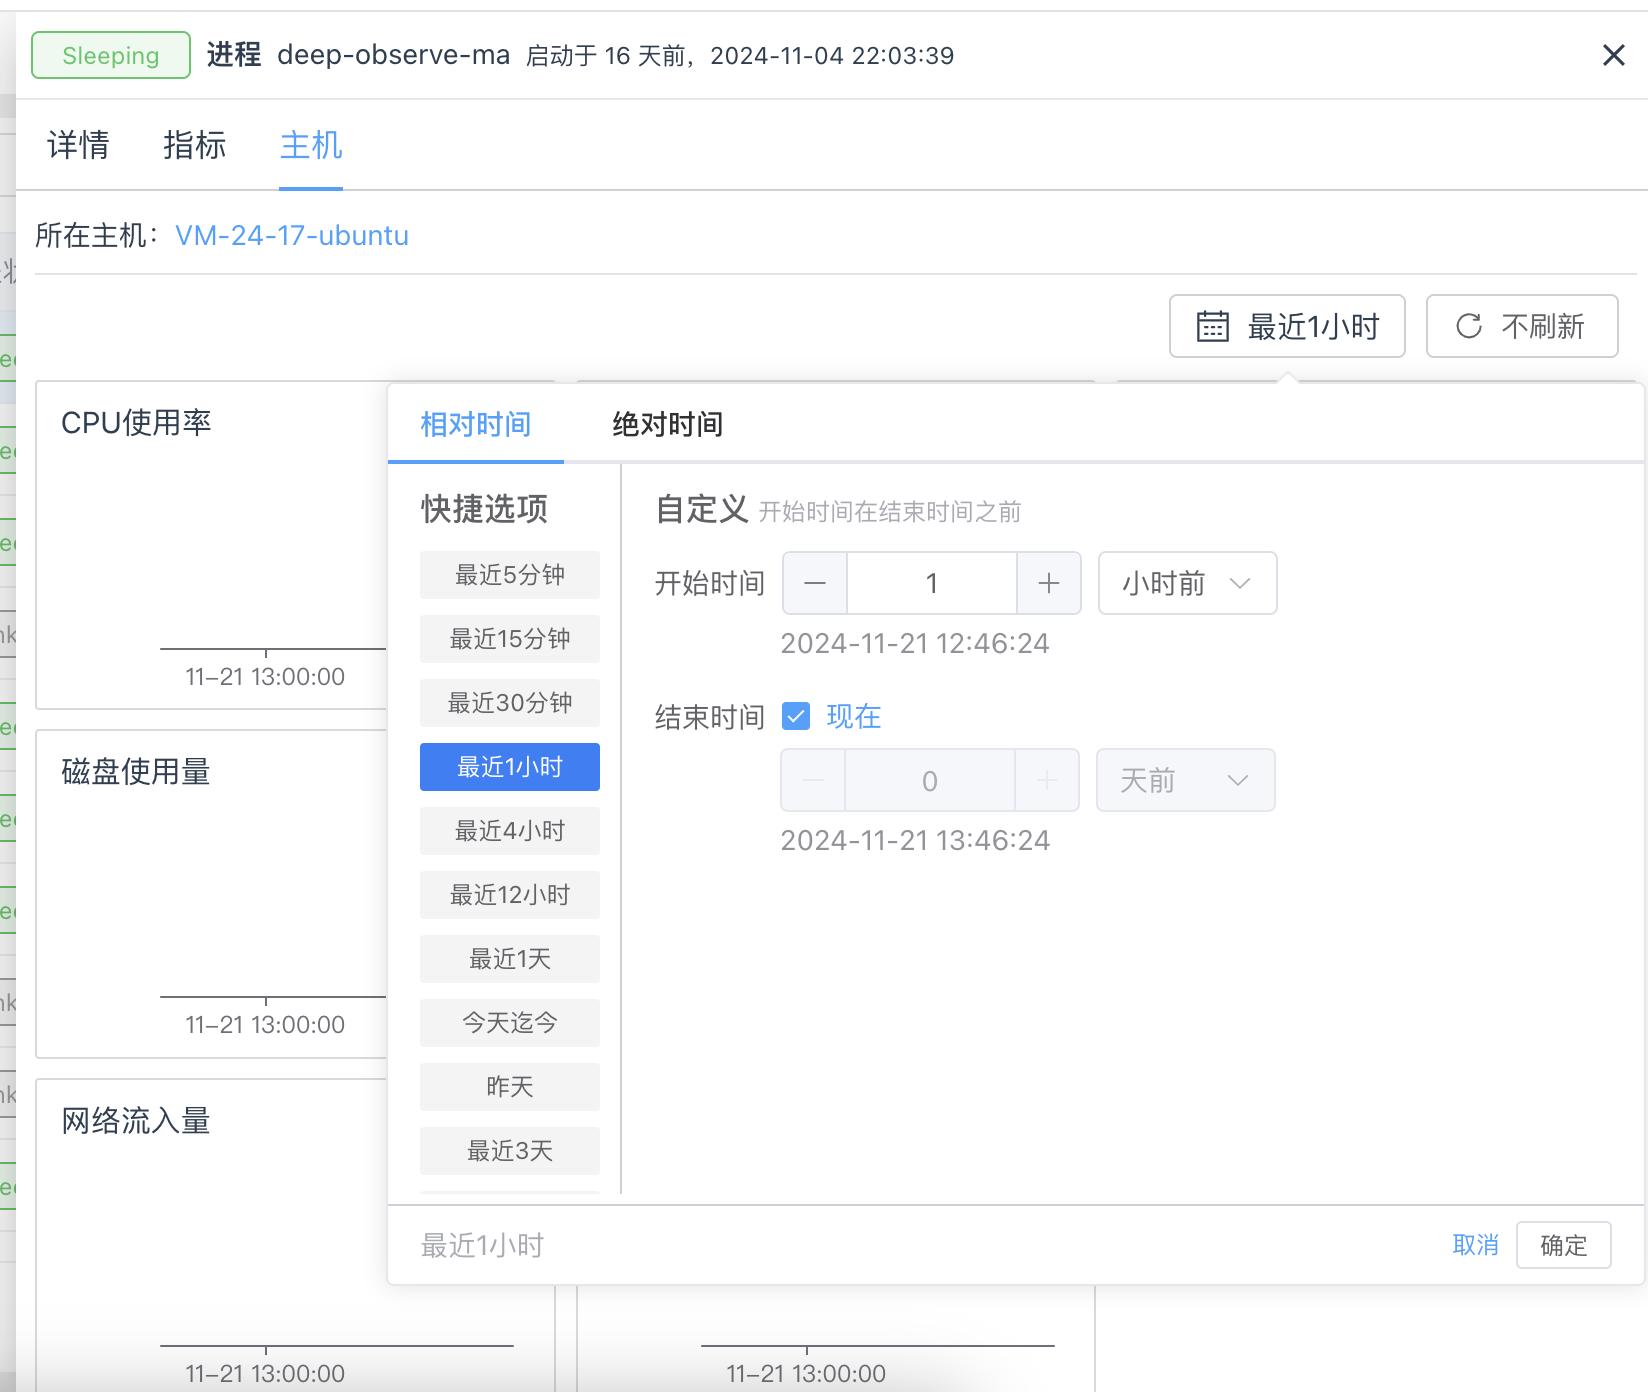 Sleeping 进程 deep-observe-ma 启动于 16 天前，2024-11-04 22:03:39
详情 指标 主机
所在主机： VM-24-17-ubuntu
最近1小时 不刷新
CPU使用率
11-21 13:00:00
磁盘使用量
11-21 13:00:00
网络流入量
11-21 13:00:00
11-21 13:00:00
相对时间 绝对时间
快捷选项
最近5分钟
最近15分钟
最近30分钟
最近1小时
最近4小时
最近12小时
最近1天
今天迄今
昨天
最近3天
自定义 开始时间在结束时间之前
开始时间 1 小时前
2024-11-21 12:46:24
结束时间 现在
0 天前
2024-11-21 13:46:24
最近1小时 取消 确定